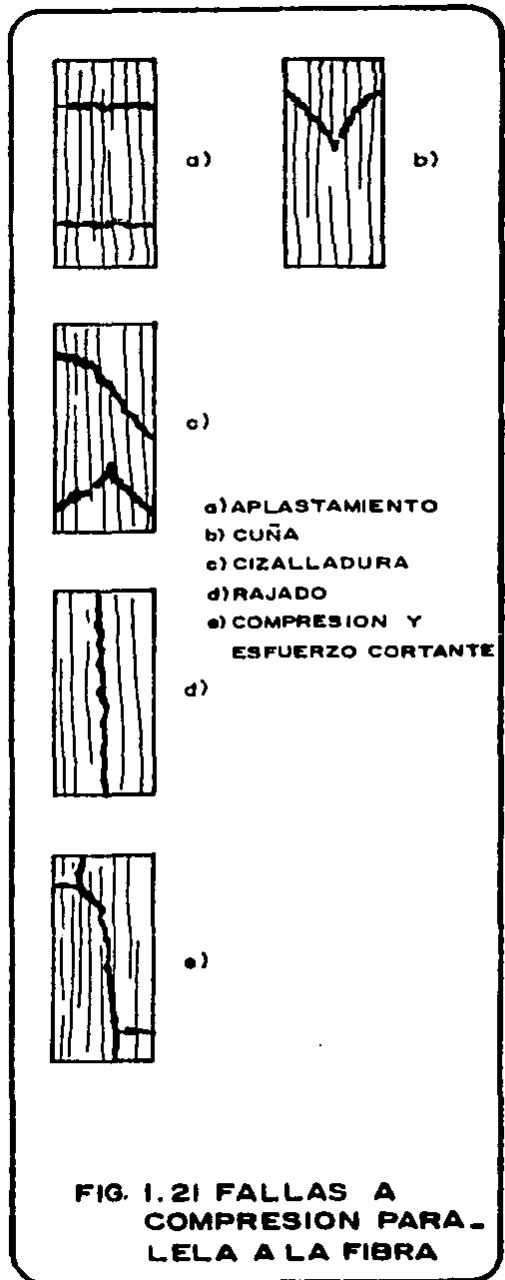 a)
b)
c)
a) APLASTAMIENTO
b) CUÑA
c) CIZALLADURA
d) RAJADO
e) COMPRESION Y
ESFUERZO CORTANTE
d)
e)
FIG. 1.21 FALLAS A
COMPRESION PARA_
LELA A LA FIBRA